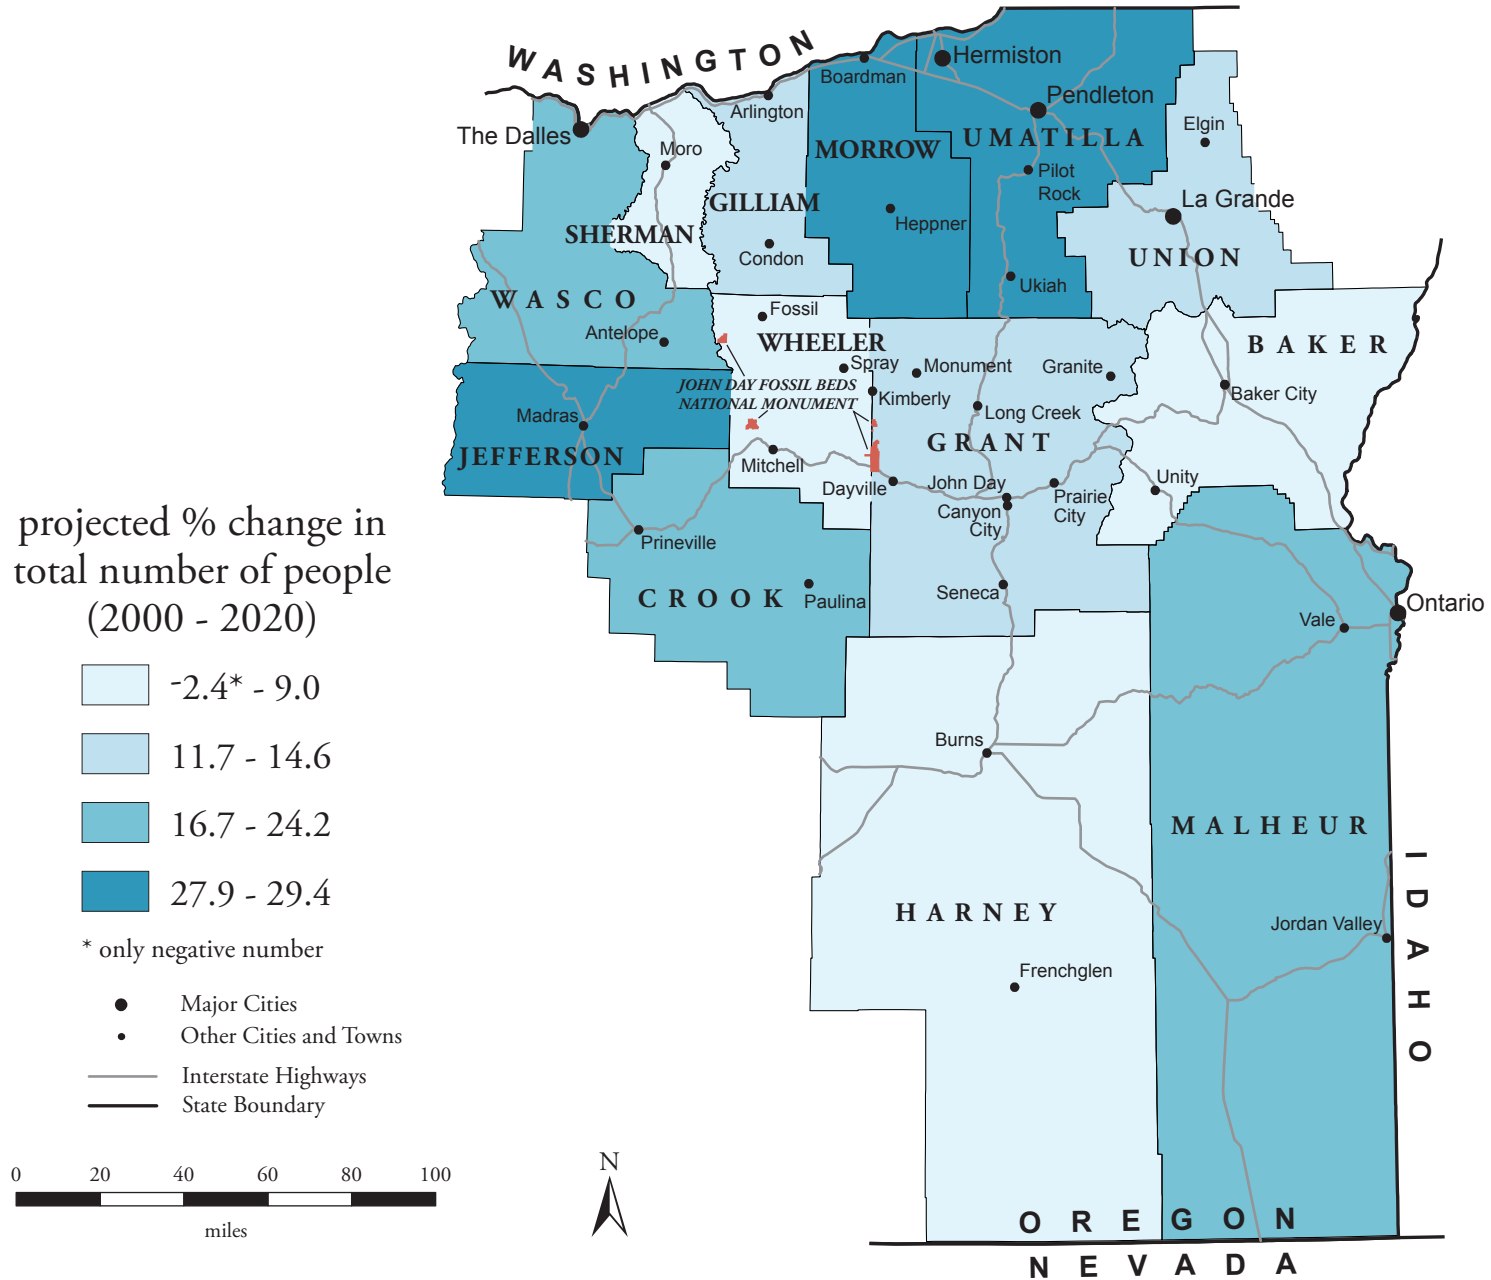 WASHINGTON
Hermiston
Boardman
Pendleton
Arlington
The Dalles
Elgin
UMATILLA
MORROW
Moro
Pilot
Rock
La Grande
GILLIAM
Heppner
SHERMAN
Condon
UNION
Ukiah
WASCO
Fossil
Antelope
WHEELER
BAKER
Spray
Monument
Granite
JOHN DAY FOSSIL BEDS
NATIONAL MONUMENT
Kimberly
Baker City
Madras
Long Creek
GRANT
JEFFERSON
Mitchell
Unity
Dayville
John Day
Prairie
City
Canyon
City
Prineville
CROOK
Paulina
Seneca
Ontario
Vale
Burns
MALHEUR
HARNEY
Jordan Valley
Frenchglen
IDAHO
OREGON
NEVADA
projected % change in
total number of people
(2000 - 2020)
-2.4* - 9.0
11.7 - 14.6
16.7 - 24.2
27.9 - 29.4
* only negative number
Major Cities
Other Cities and Towns
Interstate Highways
State Boundary
0 20 40 60 80 100
miles
N